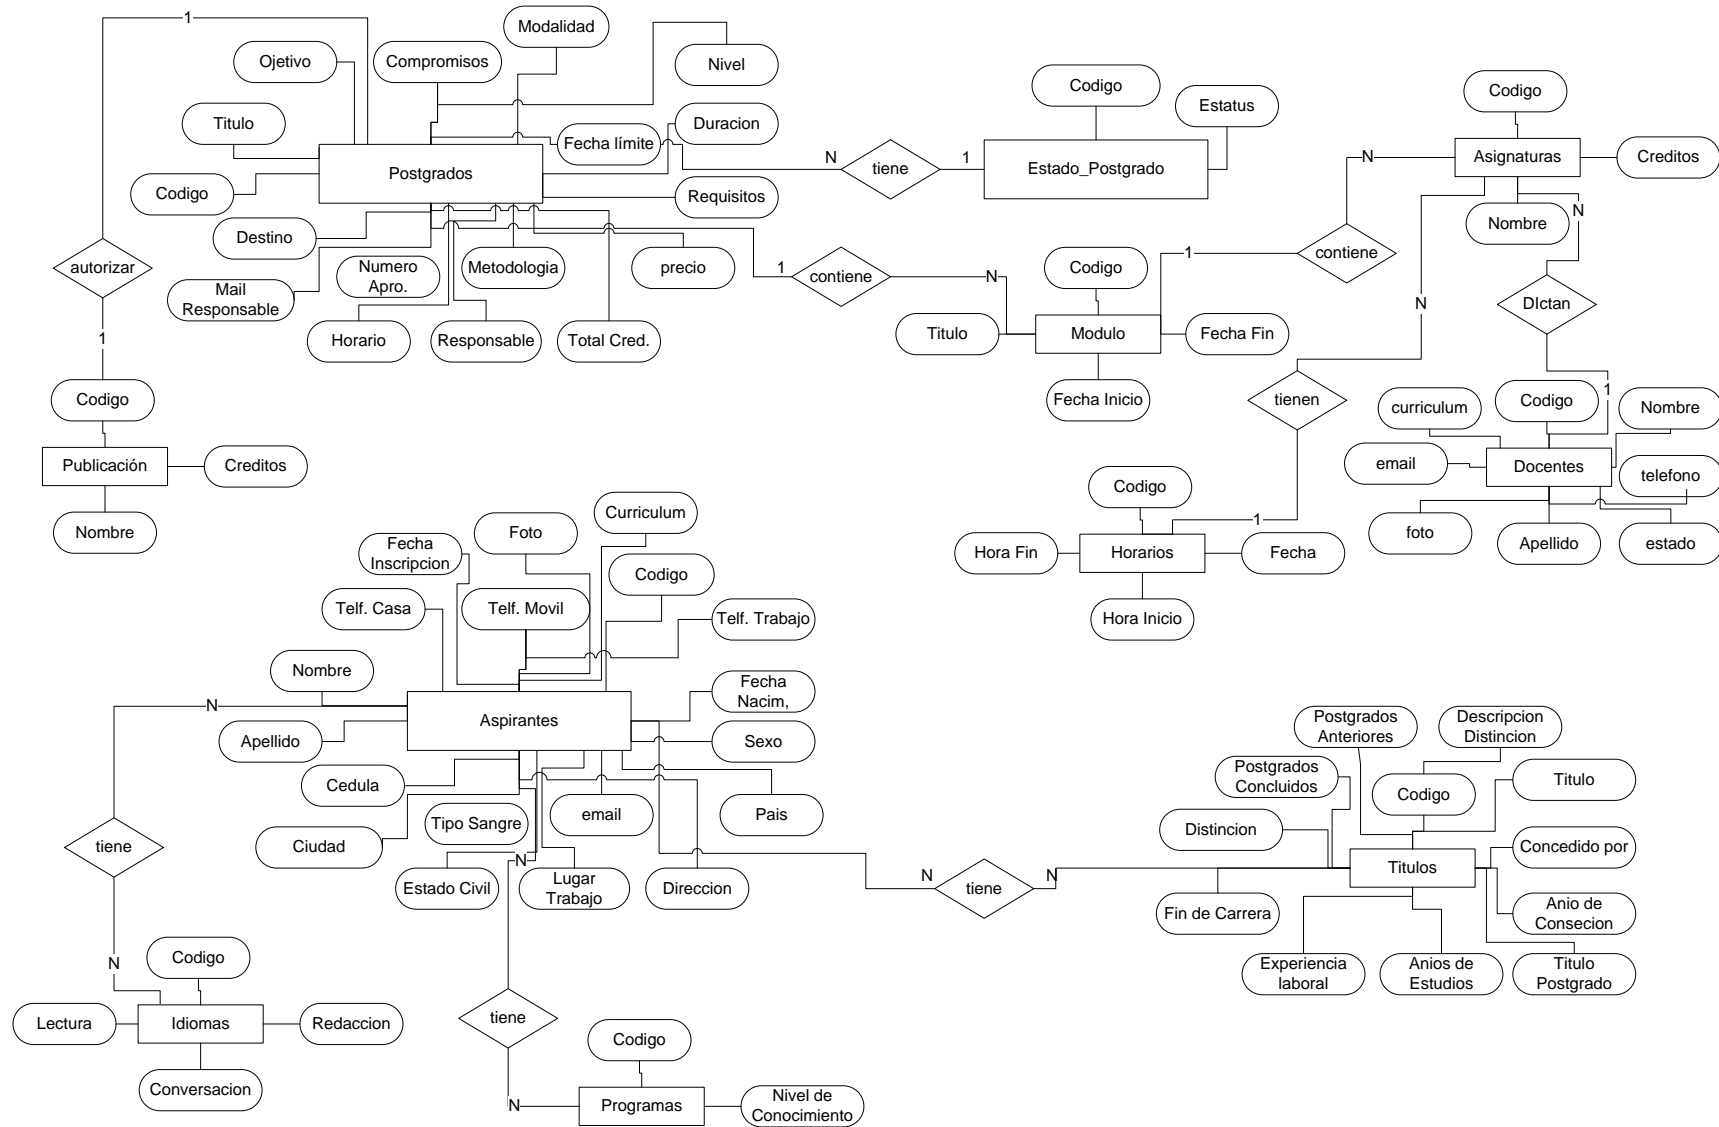 1
Modalidad
Ojetivo
Compromisos
Nivel
Codigo
Codigo
Estatus
Titulo
Fecha límite
Duracion
N
tiene
1
Estado_Postgrado
Asignaturas
Creditos
N
Postgrados
Codigo
Requisitos
Destino
Nombre
N
autorizar
Mail
Responsable
Numero
Apro.
Metodologia
precio
1
contiene
N
Codigo
1
contiene
N
DIctan
Horario
Responsable
Total Cred.
Titulo
Modulo
Fecha Fin
1
Fecha Inicio
tienen
Codigo
curriculum
Codigo
1
Nombre
Publicación
Creditos
email
Docentes
telefono
Nombre
Codigo
1
foto
Apellido
estado
Hora Fin
Horarios
Fecha
Hora Inicio
Fecha
Inscripcion
Foto
Curriculum
Codigo
Telf. Casa
Telf. Movil
Telf. Trabajo
Nombre
N
Fecha
Nacim,
Aspirantes
Apellido
Sexo
Cedula
Tipo Sangre
email
Pais
Ciudad
tiene
N
Estado Civil
Lugar
Trabajo
Direccion
N
tiene
N
Postgrados
Anteriores
Descripcion
Distincion
Postgrados
Concluidos
Codigo
Titulo
Distincion
Titulos
Concedido por
Fin de Carrera
Anio de
Consecion
Experiencia
laboral
Anios de
Estudios
Titulo
Postgrado
N
Codigo
Lectura
Idiomas
Redaccion
Conversacion
tiene
Codigo
N
Programas
Nivel de
Conocimiento